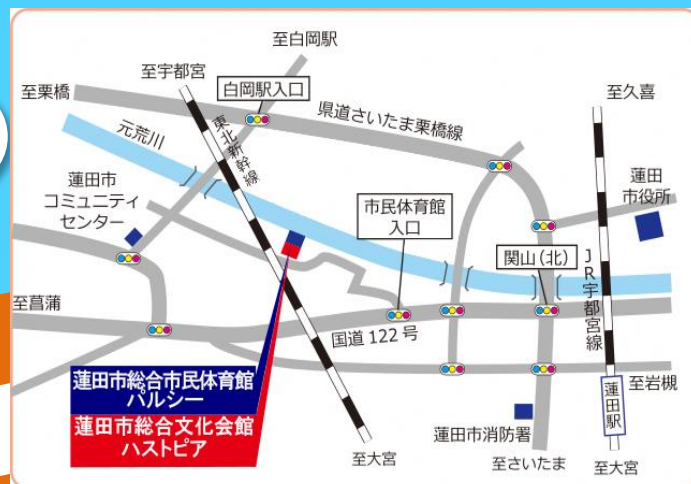 至白岡駅
至宇都宮
至栗橋
白岡駅入口
至久喜
県道さいたま栗橋線
元荒川
東北新幹線
蓮田市
コミュニティ
センター
市民体育館
入口
蓮田
市役所
関山(北)
JR宇都宮線
至菖蒲
国道122号
蓮田市総合市民体育館
パルシー
蓮田市総合文化会館
ハストピア
至岩槻
蓮田駅
蓮田市消防署
至大宮
至さいたま
至大宮